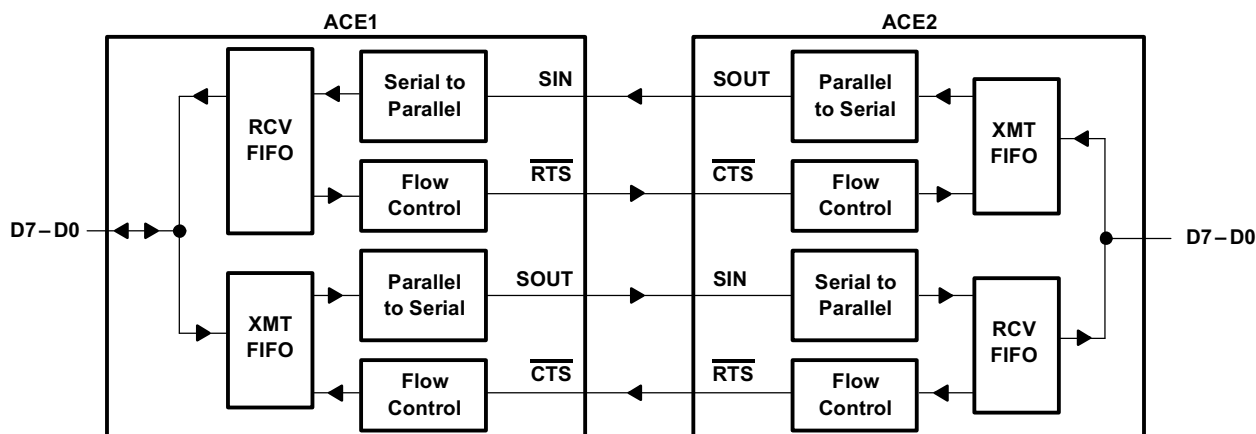 ACE1
ACE2
RCV
FIFO
Serial to
Parallel
SIN
SOUT
Parallel
to Serial
XMT
FIFO
Flow
Control
RTS
CTS
Flow
Control
D7–D0
D7–D0
XMT
FIFO
Parallel
to Serial
SOUT
SIN
Serial to
Parallel
RCV
FIFO
Flow
Control
CTS
RTS
Flow
Control